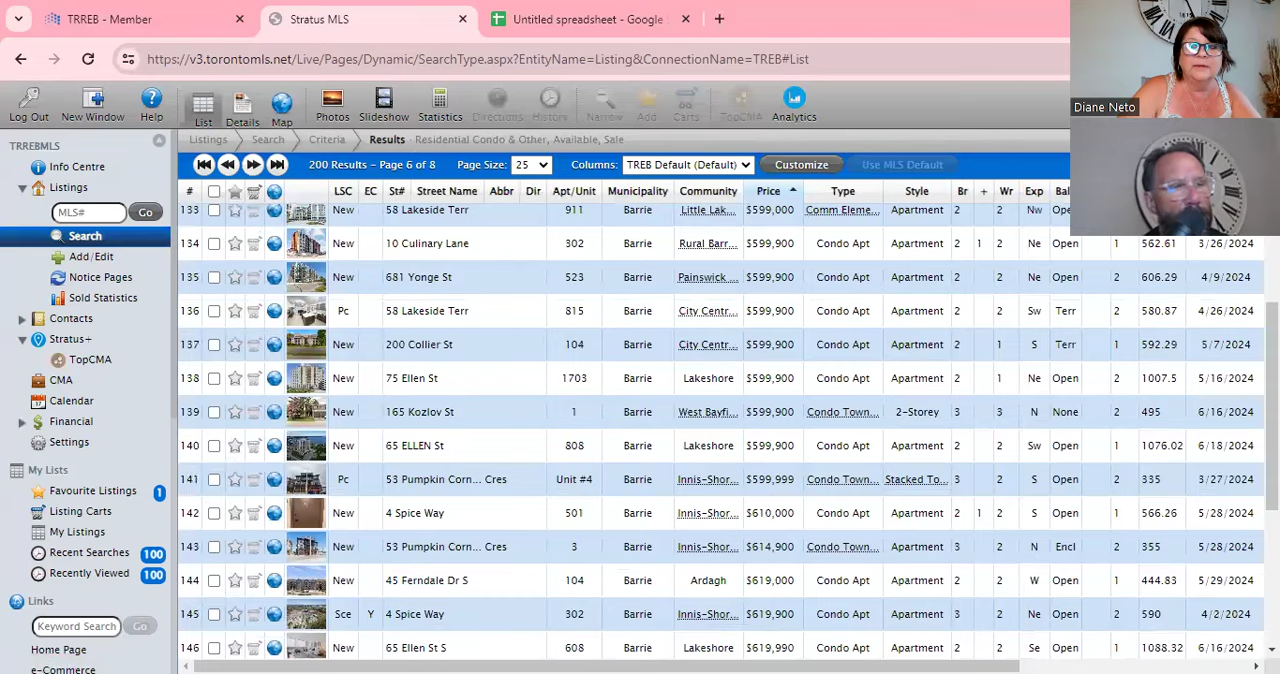 TRREB - Member
Stratus MLS
Untitled spreadsheet - Google
https://v3.torontomls.net/Live/Pages/Dynamic/SearchType.aspx?EntityName=Listing&ConnectionName=TREB#List
Diane Neto
Log Out New Window Help List Details Map Photos Slideshow Statistics Directions History Narrow Add Carts TopCMA Analytics
TRREBMLS
Listings Search Criteria Results - Residential Condo & Other, Available, Sale
Info Centre
200 Results - Page 6 of 8 Page Size: 25 Columns: TREB Default (Default) Customize Use MLS Default
Listings
# LSC EC St# Street Name Abbr Dir Apt/Unit Municipality Community Price Type Style Br + Wr Exp Bal
MLS# Go
133 New 58 Lakeside Terr 911 Barrie Little Lak... $599,000 Comm Eleme... Apartment 2 2 Nw Ope
Search
134 New 10 Culinary Lane 302 Barrie Rural Barr... $599,900 Condo Apt Apartment 2 1 2 Ne Open 1 562.61 3/26/2024
Add/Edit
135 New 681 Yonge St 523 Barrie Painswick ... $599,900 Condo Apt Apartment 2 2 Ne Open 1 606.29 4/9/2024
Notice Pages
Sold Statistics
136 Pc 58 Lakeside Terr 815 Barrie City Centr... $599,900 Condo Apt Apartment 2 2 Sw Terr 1 580.87 4/26/2024
Contacts
Stratus+
137 New 200 Collier St 104 Barrie City Centr... $599,900 Condo Apt Apartment 2 1 S Terr 1 592.29 5/7/2024
TopCMA
138 New 75 Ellen St 1703 Barrie Lakeshore $599,900 Condo Apt Apartment 2 1 Ne Open 1 1007.5 5/16/2024
CMA
Calendar
139 New 165 Kozlov St 1 Barrie West Bayfi... $599,900 Condo Town... 2-Storey 3 3 N None 2 495 6/16/2024
Financial
Settings
140 New 65 ELLEN St 808 Barrie Lakeshore $599,900 Condo Apt Apartment 2 2 Sw Open 1 1076.02 6/18/2024
My Lists
141 Pc 53 Pumpkin Corn... Cres Unit #4 Barrie Innis-Shor... $599,999 Condo Town... Stacked To... 3 2 S Open 2 335 3/27/2024
Favourite Listings 1
Listing Carts
142 New 4 Spice Way 501 Barrie Innis-Shor... $610,000 Condo Apt Apartment 2 1 2 S Open 1 566.26 5/28/2024
My Listings
143 New 53 Pumpkin Corn... Cres 3 Barrie Innis-Shor... $614,900 Condo Town... Apartment 3 2 N Encl 2 355 5/28/2024
Recent Searches 100
Recently Viewed 100
144 New 45 Ferndale Dr S 104 Barrie Ardagh $619,000 Condo Apt Apartment 2 2 W Open 1 444.83 5/29/2024
Links
145 Sce Y 4 Spice Way 302 Barrie Innis-Shor... $619,900 Condo Apt Apartment 3 2 Ne Open 2 590 4/2/2024
Keyword Search Go
146 New 65 Ellen St S 608 Barrie Lakeshore $619,990 Condo Apt Apartment 2 2 Se Open 1 1088.32 6/16/2024
Home Page
e-Commerce